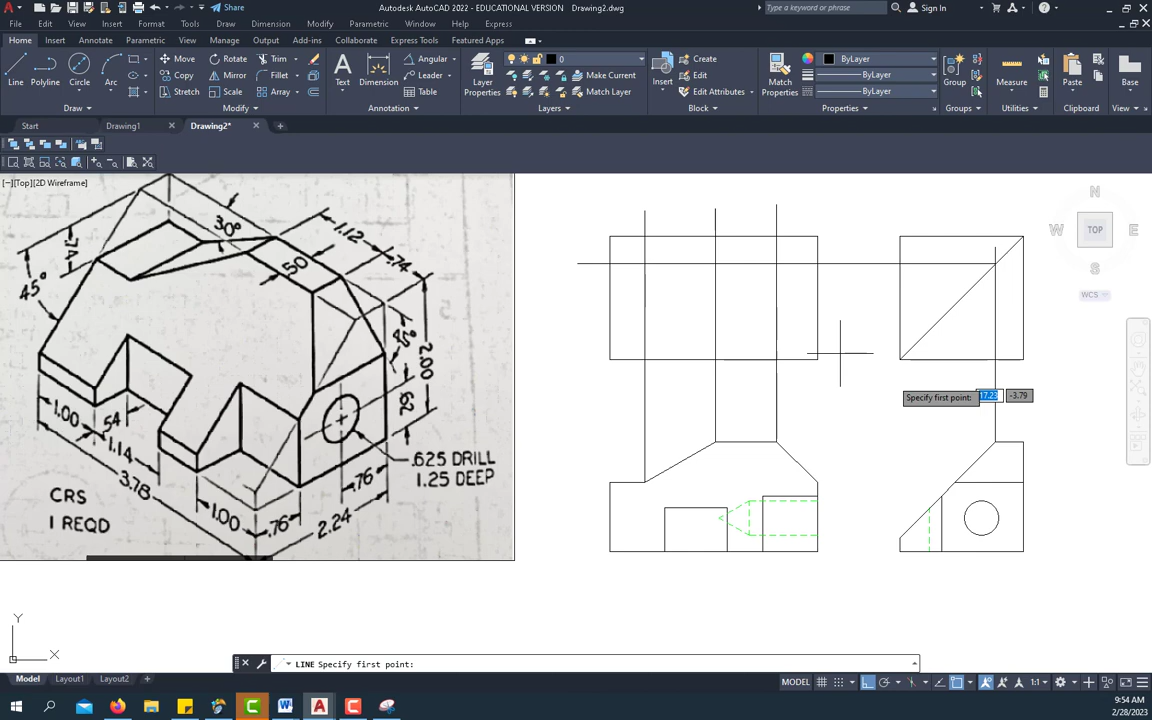 Autodesk AutoCAD 2022 - EDUCATIONAL VERSION Drawing2.dwg
Share
Type a keyword or phrase
Sign In
File Edit View Insert Format Tools Draw Dimension Modify Parametric Window Express
Home Insert Annotate Parametric View Manage Output Add-ins Collaborate Express Tools Featured Apps
Line Polyline Circle Arc
Move Rotate Trim
Copy Mirror Fillet
Stretch Scale Array
Text Dimension
Angular
Leader
Table
Layer Properties
0
Make Current
Match Layer
Insert
Create
Edit
Edit Attributes
Match Properties
ByLayer
ByLayer
ByLayer
Group
Measure
Paste
Base
Draw Modify Annotation Layers Block Properties Groups Utilities Clipboard View
Start Drawing1 Drawing2*
[−][Top][2D Wireframe]
N
W TOP E
S
WCS
30°
1.12
.74
.74
50
45°
45°
2.00
.62
1.00
54
1.14
3.78
1.00
.76
2.24
.76
.625 DRILL
1.25 DEEP
CRS
1 REQD
Specify first point: 17.23 -3.79
Y
X
LINE Specify first point:
Model Layout1 Layout2 +
MODEL
1:1
9:54 AM
2/28/2023